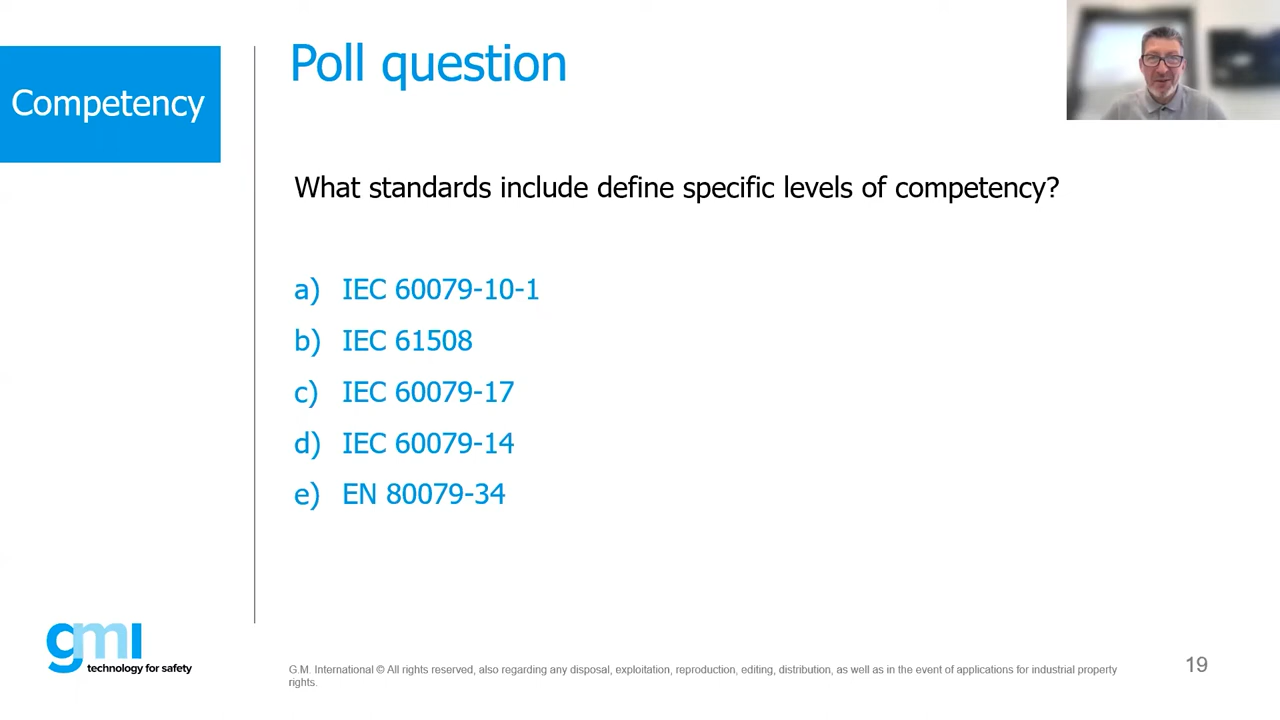 Competency
Poll question
What standards include define specific levels of competency?
a) IEC 60079-10-1
b) IEC 61508
c) IEC 60079-17
d) IEC 60079-14
e) EN 80079-34
gmi
technology for safety
G.M. International © All rights reserved, also regarding any disposal, exploitation, reproduction, editing, distribution, as well as in the event of applications for industrial property
rights.
19